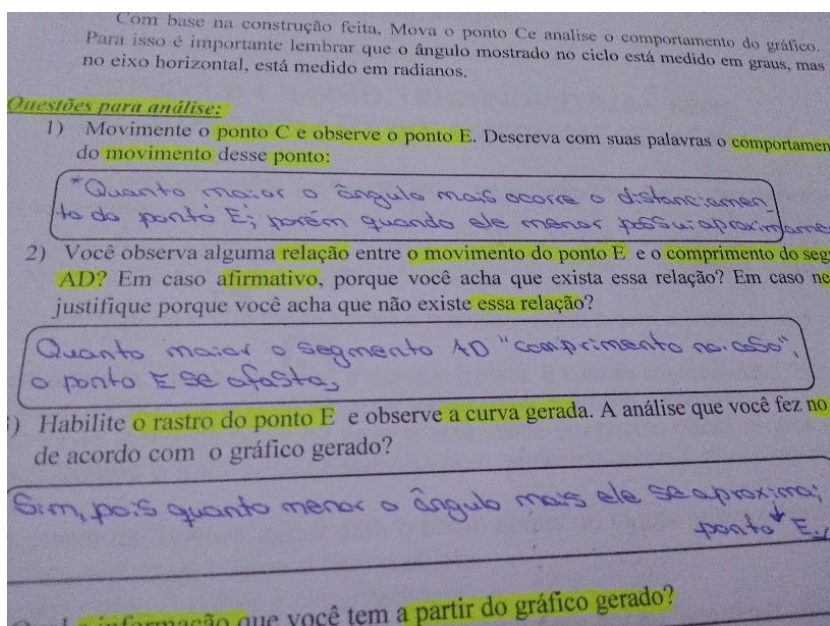 Com base na construção feita, Mova o ponto Ce analise o comportamento do gráfico.
Para isso é importante lembrar que o ângulo mostrado no ciclo está medido em graus, mas
no eixo horizontal, está medido em radianos.
Questões para análise:
1) Movimente o ponto C e observe o ponto E. Descreva com suas palavras o comportamen
do movimento desse ponto:
"Quanto maior o ângulo mais ocorre o distanciamen_
to do ponto E; porém quando ele menor possui aproximame
2) Você observa alguma relação entre o movimento do ponto E e o comprimento do seg
AD? Em caso afirmativo, porque você acha que exista essa relação? Em caso ne
justifique porque você acha que não existe essa relação?
Quanto maior o segmento AD "comprimento no caso",
o ponto E se afasta,
) Habilite o rastro do ponto E e observe a curva gerada. A análise que você fez no
de acordo com o gráfico gerado?
Sim, pois quanto menor o ângulo mais ele se aproxima;
ponto E.
informação que você tem a partir do gráfico gerado?